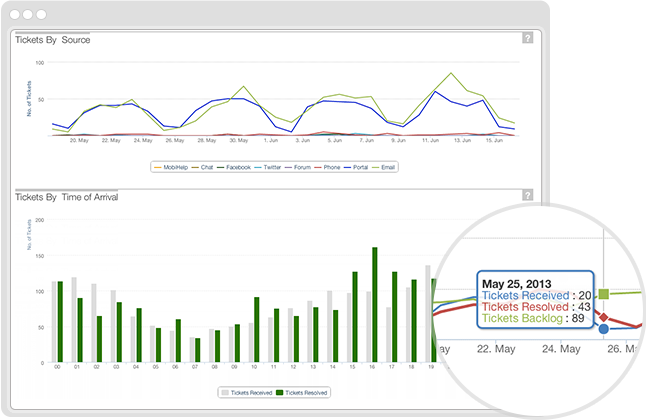 Tickets By Source
?
100
50
No. of Tickets
20. May 22. May 24. May 26. May 28. May 30. May 1. Jun 3. Jun 5. Jun 7. Jun 9. Jun 11. Jun 13. Jun 15. Jun
MobiHelp Chat Facebook Twitter Forum Phone Portal Email
Tickets By Time of Arrival
?
200
150
100
50
0
No. of Tickets
00 01 02 03 04 05 06 07 08 09 10 11 12 13 14 15 16 17 18 19
Tickets Received Tickets Resolved
May 25, 2013
Tickets Received : 20
Tickets Resolved : 43
Tickets Backlog : 89
ay 22. May 24. May 26. M